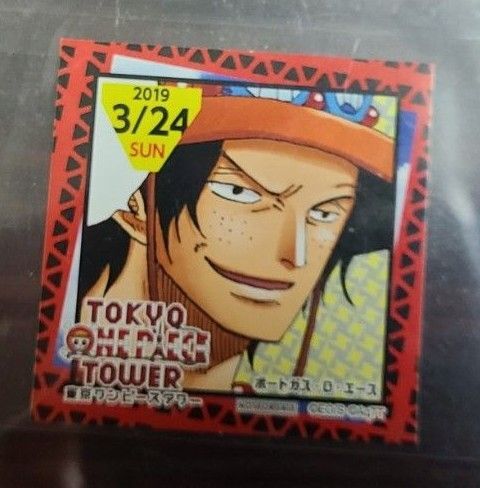 2019
3/24
SUN
TOKYO
ONE PIECE
TOWER
東京ワンピースタワー
ポートガス・D・エース